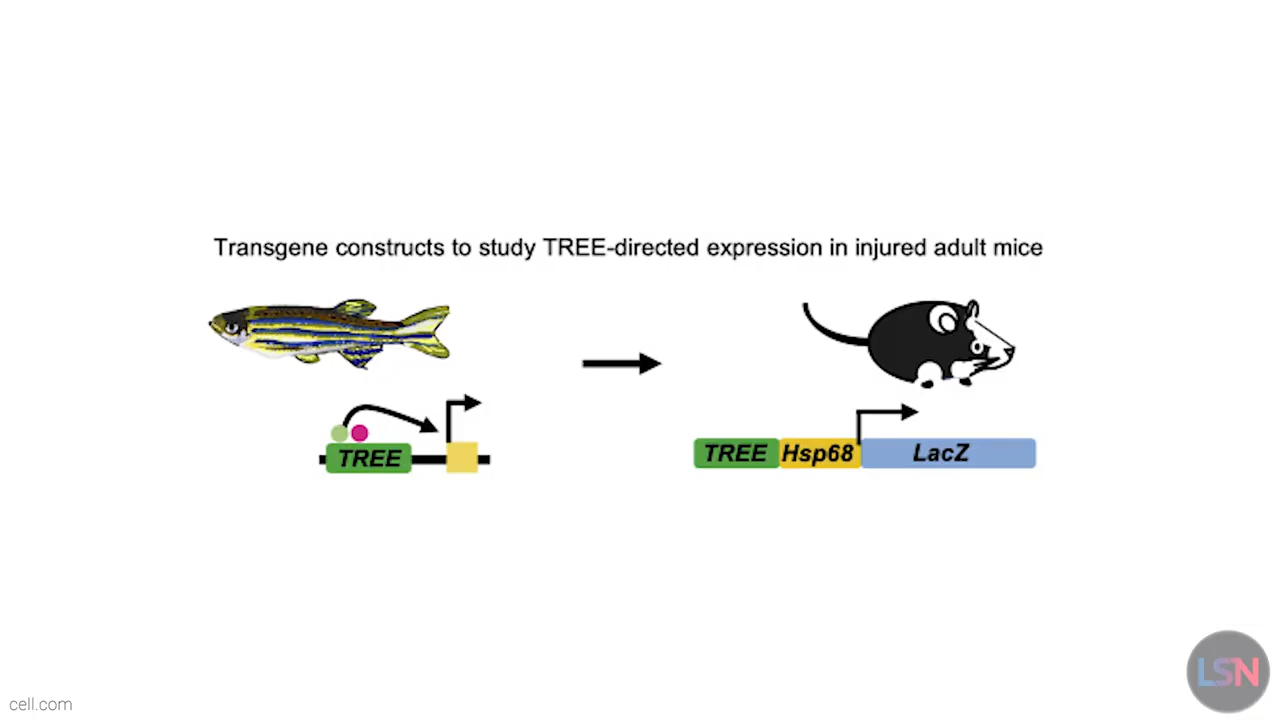 Transgene constructs to study TREE-directed expression in injured adult mice
TREE
TREE Hsp68 LacZ
cell.com
LSN